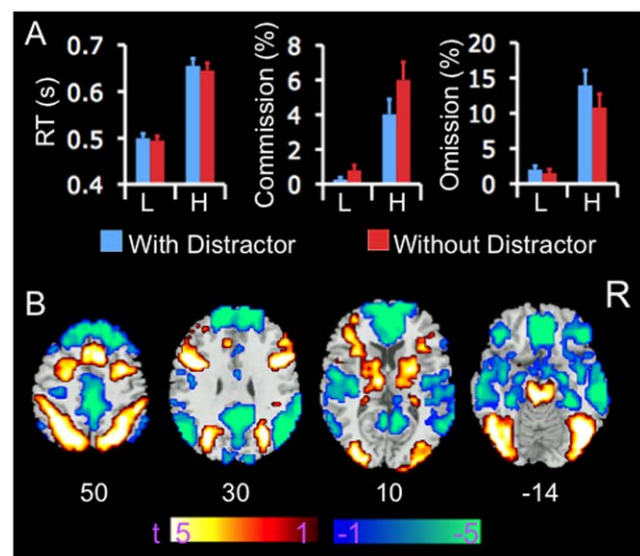 A
RT (s)
0.7
0.6
0.5
0.4
L H
Commission (%)
8
6
4
2
0
L H
Omission (%)
20
15
10
5
0
L H
With Distractor Without Distractor
B R
50 30 10 -14
t 5 1 -1 -5